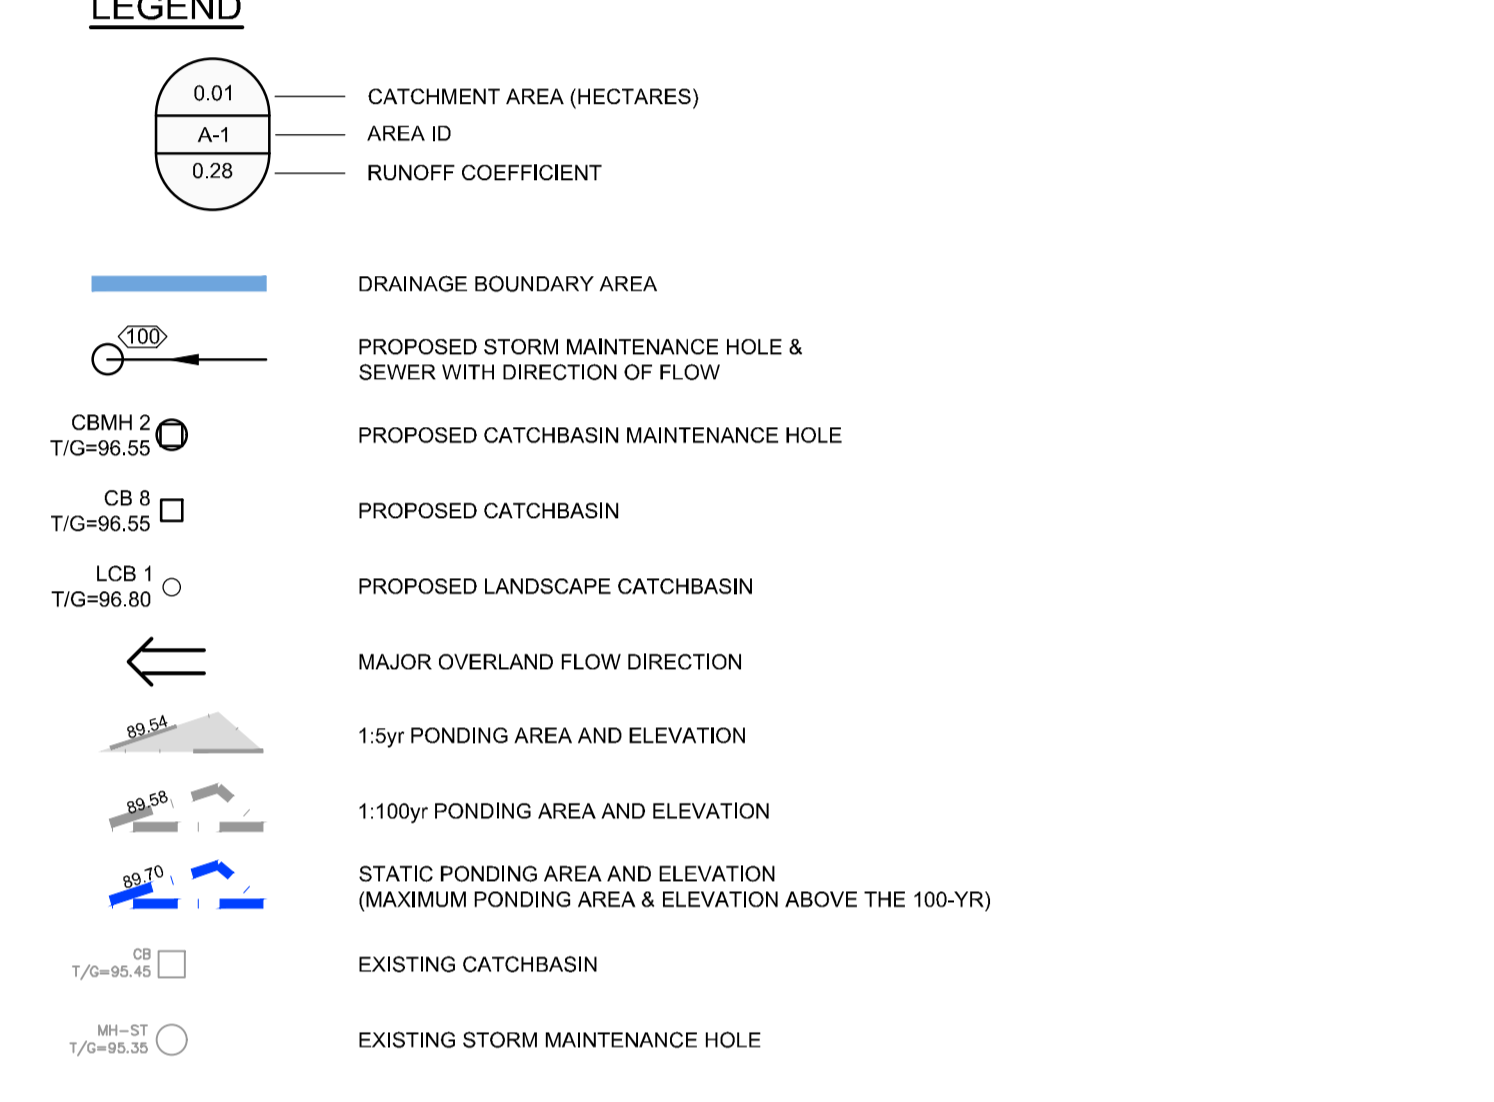 LEGEND
0.01
CATCHMENT AREA (HECTARES)
A-1
AREA ID
0.28
RUNOFF COEFFICIENT
DRAINAGE BOUNDARY AREA
100
PROPOSED STORM MAINTENANCE HOLE &
SEWER WITH DIRECTION OF FLOW
CBMH 2
T/G=96.55
PROPOSED CATCHBASIN MAINTENANCE HOLE
CB 8
T/G=96.55
PROPOSED CATCHBASIN
LCB 1
T/G=96.80
PROPOSED LANDSCAPE CATCHBASIN
MAJOR OVERLAND FLOW DIRECTION
89.54
1:5yr PONDING AREA AND ELEVATION
89.58
1:100yr PONDING AREA AND ELEVATION
89.70
STATIC PONDING AREA AND ELEVATION
(MAXIMUM PONDING AREA & ELEVATION ABOVE THE 100-YR)
CB
T/G=95.45
EXISTING CATCHBASIN
MH-ST
T/G=95.35
EXISTING STORM MAINTENANCE HOLE